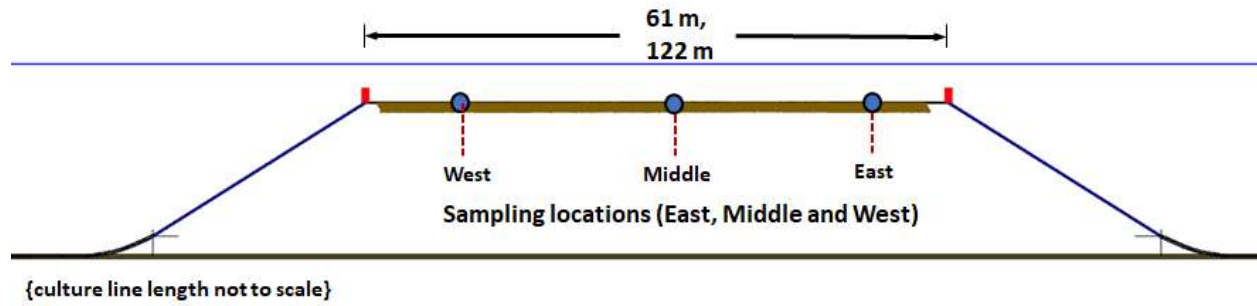 61 m,
122 m
West
Middle
East
Sampling locations (East, Middle and West)
{culture line length not to scale}